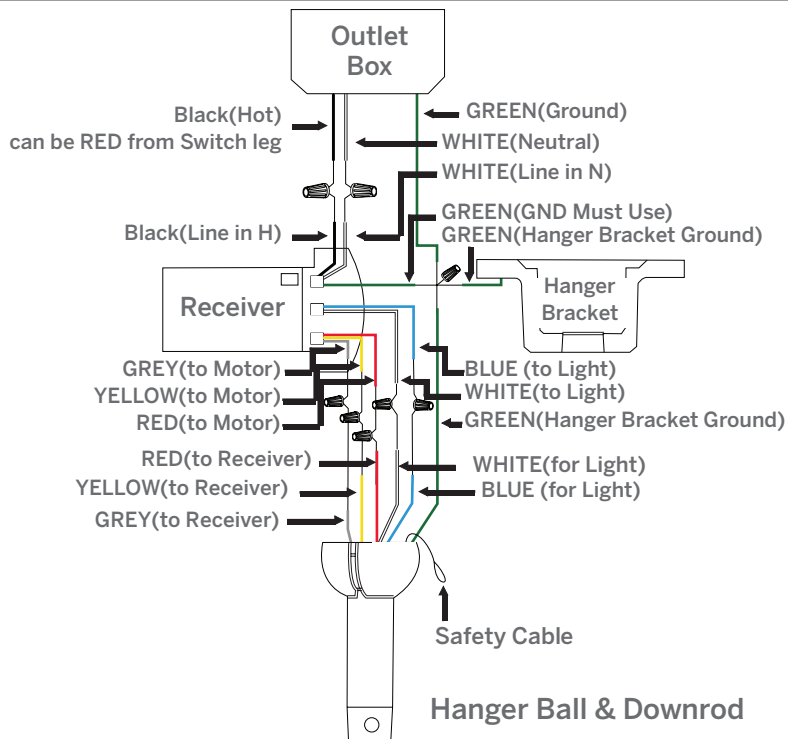 Outlet
Box
Black(Hot)
can be RED from Switch leg
GREEN(Ground)
WHITE(Neutral)
WHITE(Line in N)
GREEN(GND Must Use)
Black(Line in H)
GREEN(Hanger Bracket Ground)
Receiver
Hanger
Bracket
GREY(to Motor)
BLUE (to Light)
YELLOW(to Motor)
WHITE(to Light)
RED(to Motor)
GREEN(Hanger Bracket Ground)
RED(to Receiver)
WHITE(for Light)
YELLOW(to Receiver)
BLUE (for Light)
GREY(to Receiver)
Safety Cable
Hanger Ball & Downrod